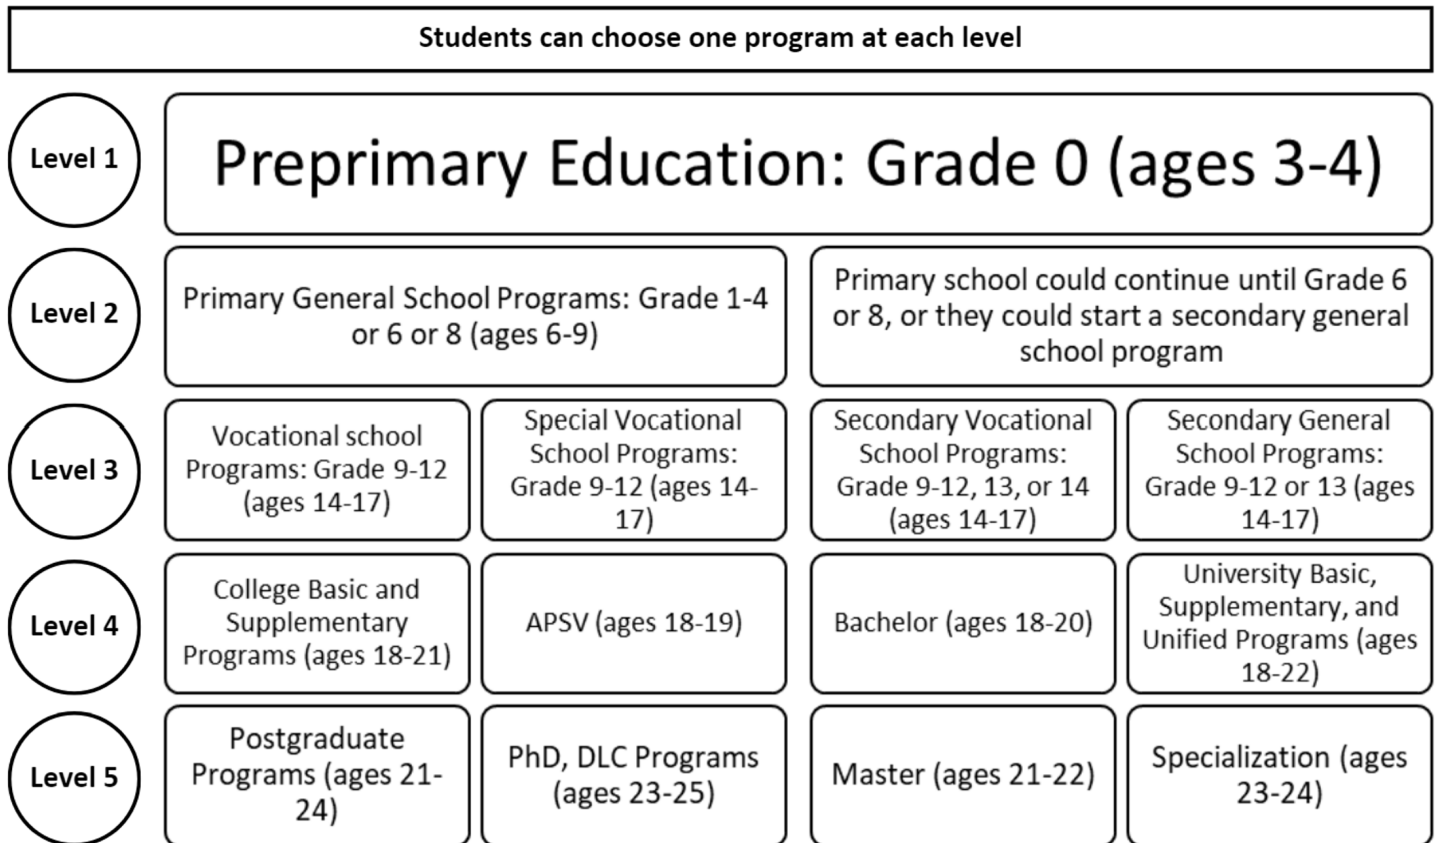 Students can choose one program at each level
Level 1
Preprimary Education: Grade 0 (ages 3-4)
Level 2
Primary General School Programs: Grade 1-4
or 6 or 8 (ages 6-9)
Primary school could continue until Grade 6
or 8, or they could start a secondary general
school program
Level 3
Vocational school
Programs: Grade 9-12
(ages 14-17)
Special Vocational
School Programs:
Grade 9-12 (ages 14-
17)
Secondary Vocational
School Programs:
Grade 9-12, 13, or 14
(ages 14-17)
Secondary General
School Programs:
Grade 9-12 or 13 (ages
14-17)
Level 4
College Basic and
Supplementary
Programs (ages 18-21)
APSV (ages 18-19)
Bachelor (ages 18-20)
University Basic,
Supplementary, and
Unified Programs (ages
18-22)
Level 5
Postgraduate
Programs (ages 21-
24)
PhD, DLC Programs
(ages 23-25)
Master (ages 21-22)
Specialization (ages
23-24)